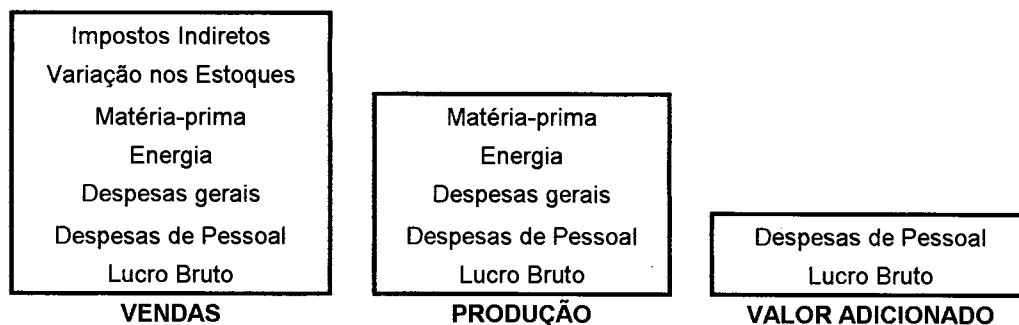 Impostos Indiretos
Variação nos Estoques
Matéria-prima
Energia
Despesas gerais
Despesas de Pessoal
Lucro Bruto
VENDAS
Matéria-prima
Energia
Despesas gerais
Despesas de Pessoal
Lucro Bruto
PRODUÇÃO
Despesas de Pessoal
Lucro Bruto
VALOR ADICIONADO